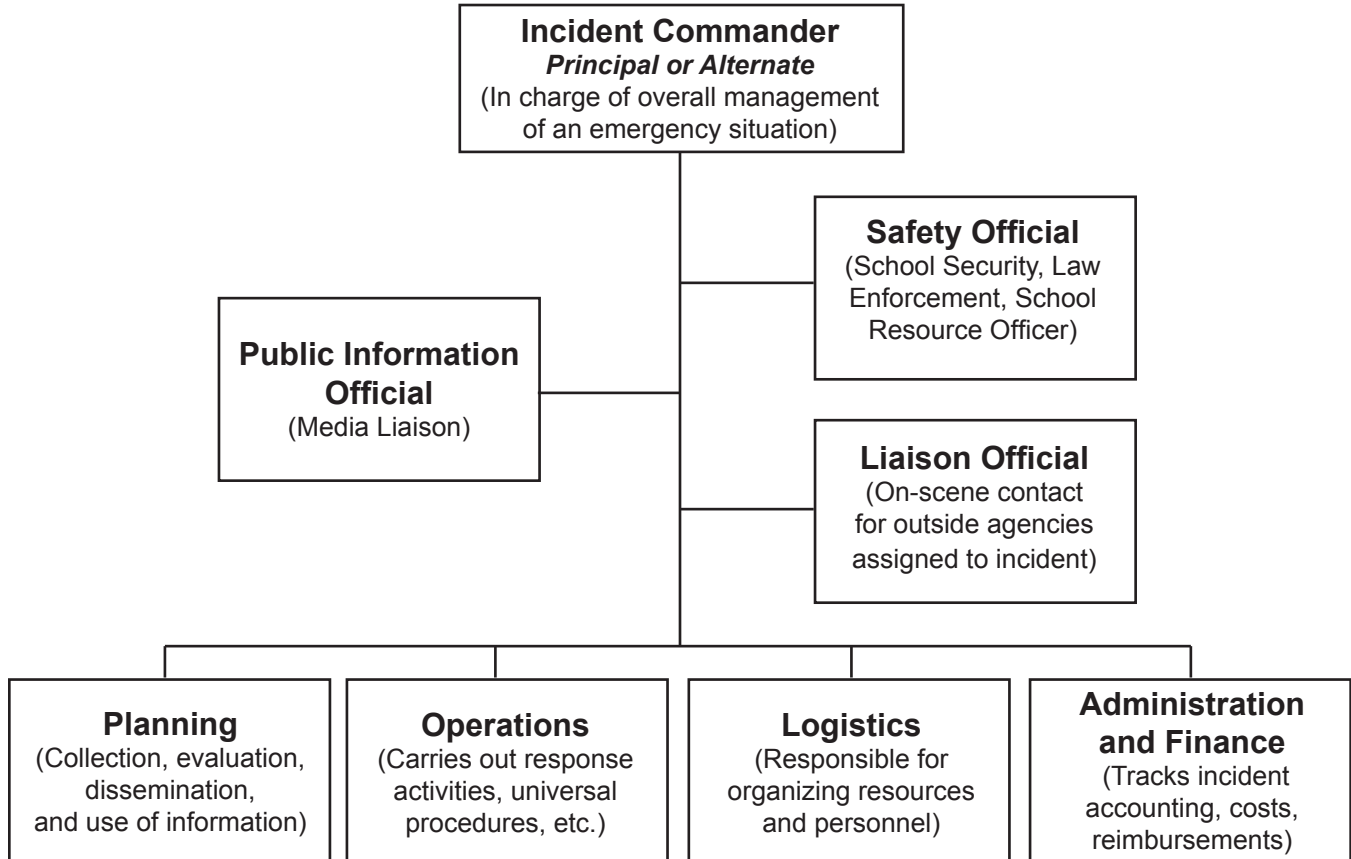 Incident Commander
Principal or Alternate
(In charge of overall management
of an emergency situation)
Safety Official
(School Security, Law
Enforcement, School
Resource Officer)
Public Information
Official
(Media Liaison)
Liaison Official
(On-scene contact
for outside agencies
assigned to incident)
Planning
(Collection, evaluation,
dissemination,
and use of information)
Operations
(Carries out response
activities, universal
procedures, etc.)
Logistics
(Responsible for
organizing resources
and personnel)
Administration
and Finance
(Tracks incident
accounting, costs,
reimbursements)